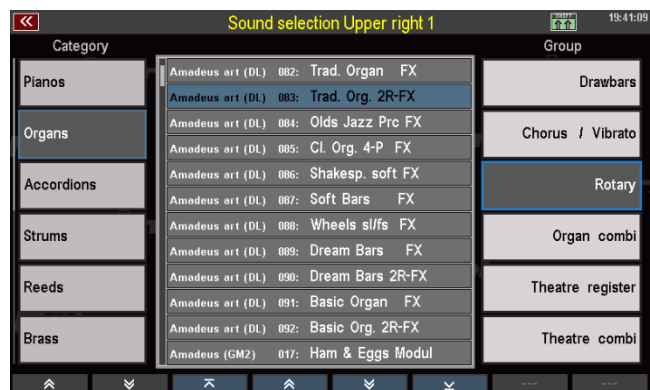 Sound selection Upper right 1
SHIFT
19:41:09
Category
Group
Pianos
Organs
Accordions
Strums
Reeds
Brass
Amadeus art (DL) 082: Trad. Organ FX
Amadeus art (DL) 083: Trad. Org. 2R-FX
Amadeus art (DL) 084: Olds Jazz Prc FX
Amadeus art (DL) 085: Cl. Org. 4-P FX
Amadeus art (DL) 086: Shakesp. soft FX
Amadeus art (DL) 087: Soft Bars FX
Amadeus art (DL) 088: Wheels sl/fs FX
Amadeus art (DL) 089: Dream Bars FX
Amadeus art (DL) 090: Dream Bars 2R-FX
Amadeus art (DL) 091: Basic Organ FX
Amadeus art (DL) 092: Basic Org. 2R-FX
Amadeus (GM2) 017: Ham & Eggs Modul
Drawbars
Chorus / Vibrato
Rotary
Organ combi
Theatre register
Theatre combi
--- ---